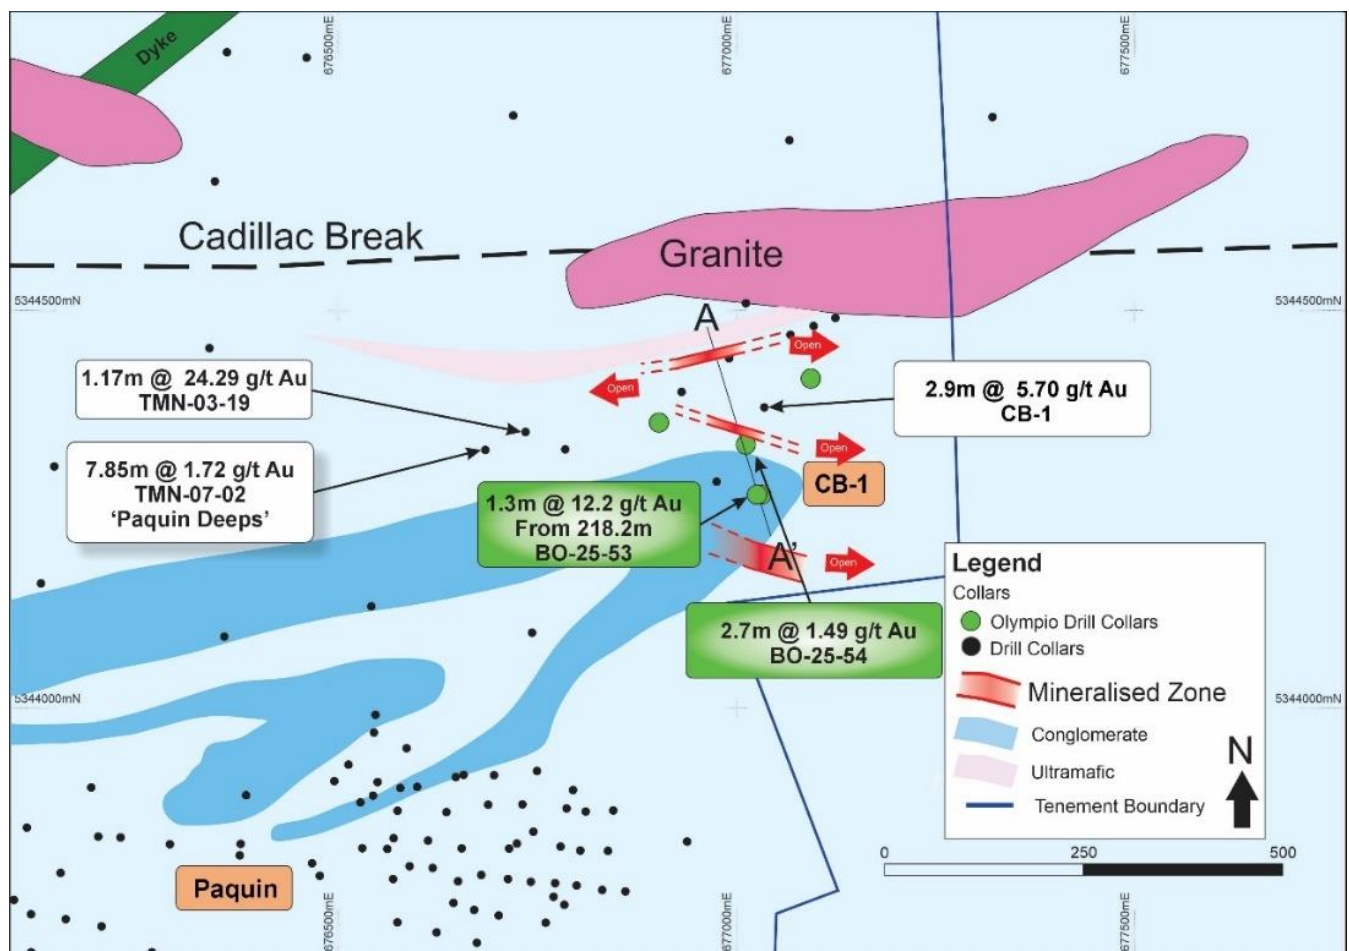 Dyke
676500mE
677000mE
677500mE
Cadillac Break
Granite
5344500mN
5344500mN
A
Open
Open
1.17m @ 24.29 g/t Au
TMN-03-19
2.9m @ 5.70 g/t Au
CB-1
7.85m @ 1.72 g/t Au
TMN-07-02
'Paquin Deeps'
Open
CB-1
1.3m @ 12.2 g/t Au
From 218.2m
BO-25-53
A'
Open
2.7m @ 1.49 g/t Au
BO-25-54
Legend
Collars
Olympio Drill Collars
Drill Collars
Mineralised Zone
Conglomerate
Ultramafic
Tenement Boundary
N
5344000mN
5344000mN
0 250 500
Paquin
676500mE
677000mE
677500mE